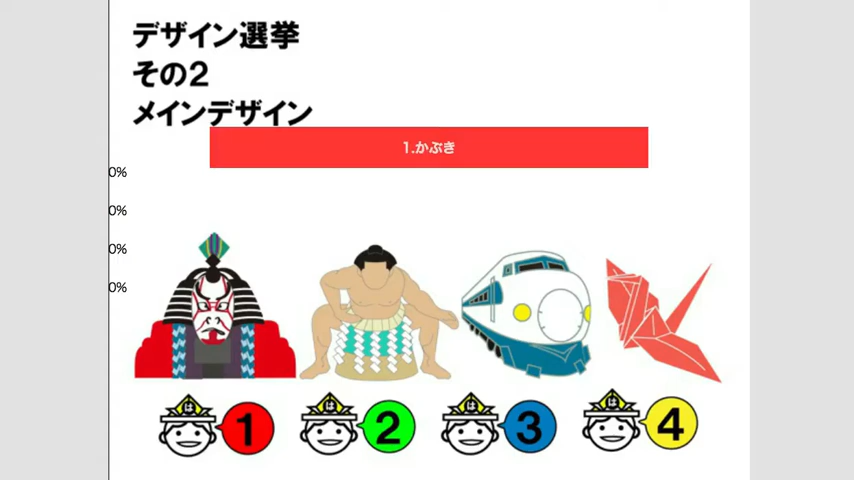 デザイン選挙
その2
メインデザイン
1.かぶき
0%
0%
0%
0%
は は は は
1 2 3 4